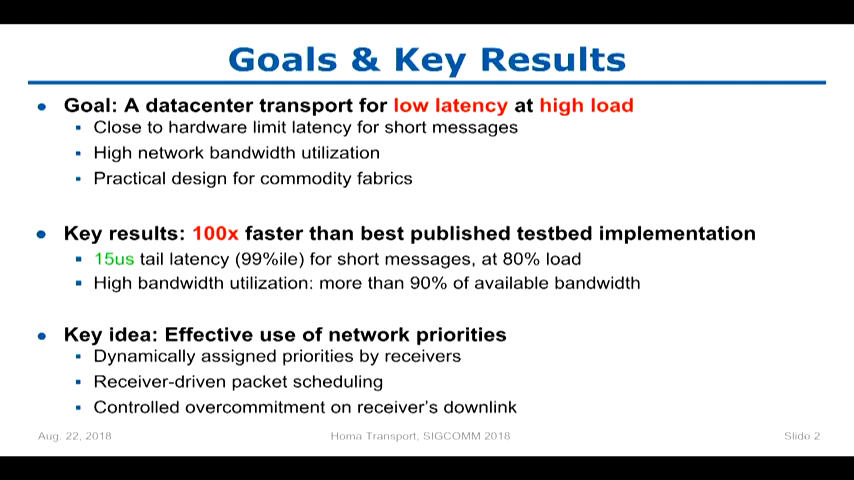 Goals & Key Results
• Goal: A datacenter transport for low latency at high load
▪ Close to hardware limit latency for short messages
▪ High network bandwidth utilization
▪ Practical design for commodity fabrics
• Key results: 100x faster than best published testbed implementation
▪ 15us tail latency (99%ile) for short messages, at 80% load
▪ High bandwidth utilization: more than 90% of available bandwidth
• Key idea: Effective use of network priorities
▪ Dynamically assigned priorities by receivers
▪ Receiver-driven packet scheduling
▪ Controlled overcommitment on receiver's downlink
Aug. 22, 2018 Homa Transport, SIGCOMM 2018 Slide 2